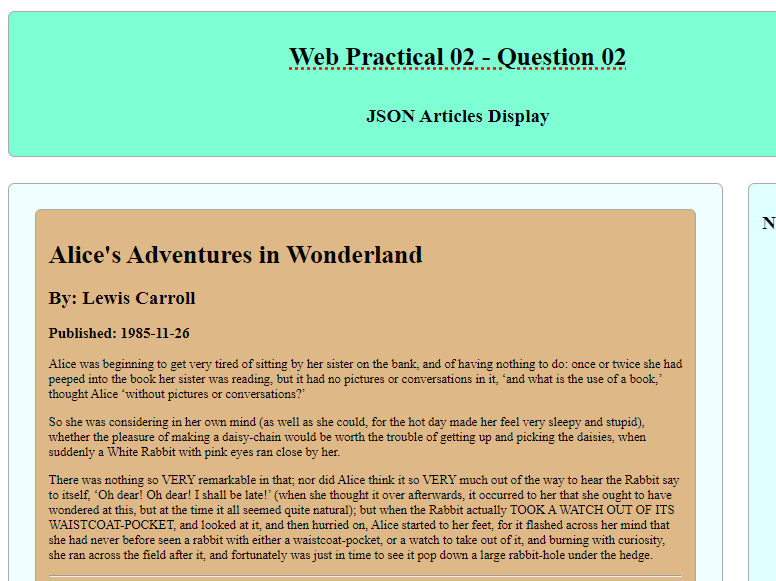 Web Practical 02 - Question 02
JSON Articles Display
Alice's Adventures in Wonderland
By: Lewis Carroll
Published: 1985-11-26
Alice was beginning to get very tired of sitting by her sister on the bank, and of having nothing to do: once or twice she had
peeped into the book her sister was reading, but it had no pictures or conversations in it, ‘and what is the use of a book,’
thought Alice ‘without pictures or conversations?’
So she was considering in her own mind (as well as she could, for the hot day made her feel very sleepy and stupid),
whether the pleasure of making a daisy-chain would be worth the trouble of getting up and picking the daisies, when
suddenly a White Rabbit with pink eyes ran close by her.
There was nothing so VERY remarkable in that; nor did Alice think it so VERY much out of the way to hear the Rabbit say
to itself, ‘Oh dear! Oh dear! I shall be late!’ (when she thought it over afterwards, it occurred to her that she ought to have
wondered at this, but at the time it all seemed quite natural); but when the Rabbit actually TOOK A WATCH OUT OF ITS
WAISTCOAT-POCKET, and looked at it, and then hurried on, Alice started to her feet, for it flashed across her mind that
she had never before seen a rabbit with either a waistcoat-pocket, or a watch to take out of it, and burning with curiosity,
she ran across the field after it, and fortunately was just in time to see it pop down a large rabbit-hole under the hedge.